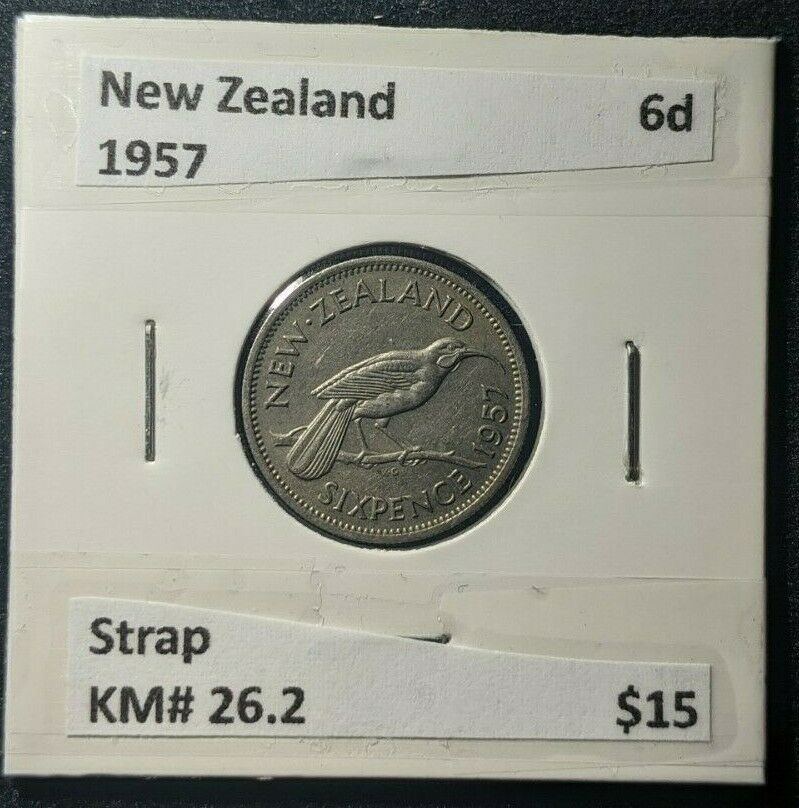 New Zealand 6d
1957
NEW·ZEALAND
1957
SIXPENCE
Strap
KM# 26.2 $15